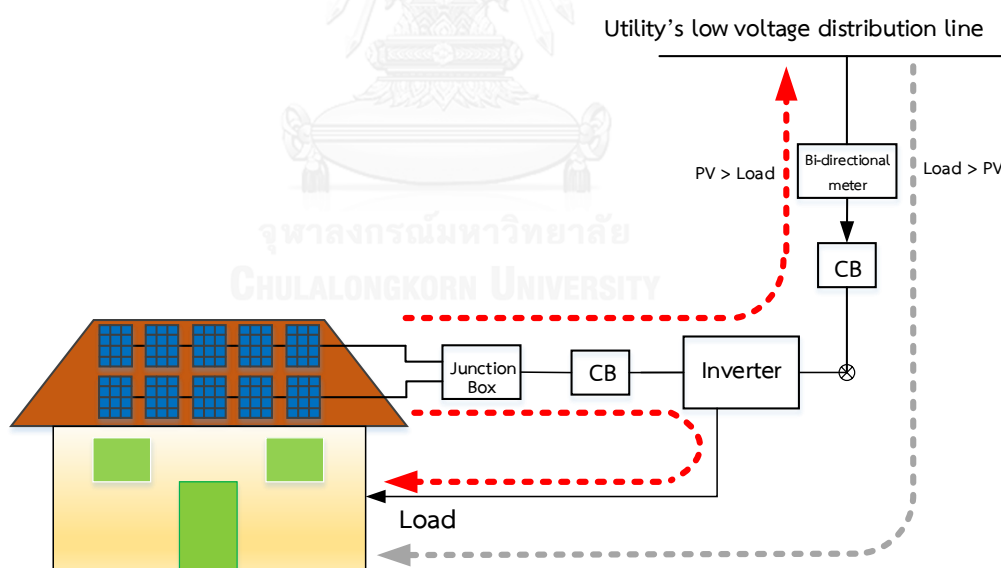 Utility's low voltage distribution line
PV > Load
Bi-directional
meter
Load > PV
CB
จุฬาลงกรณ์มหาวิทยาลัย
CHULALONGKORN UNIVERSITY
Junction
Box
CB
Inverter
Load